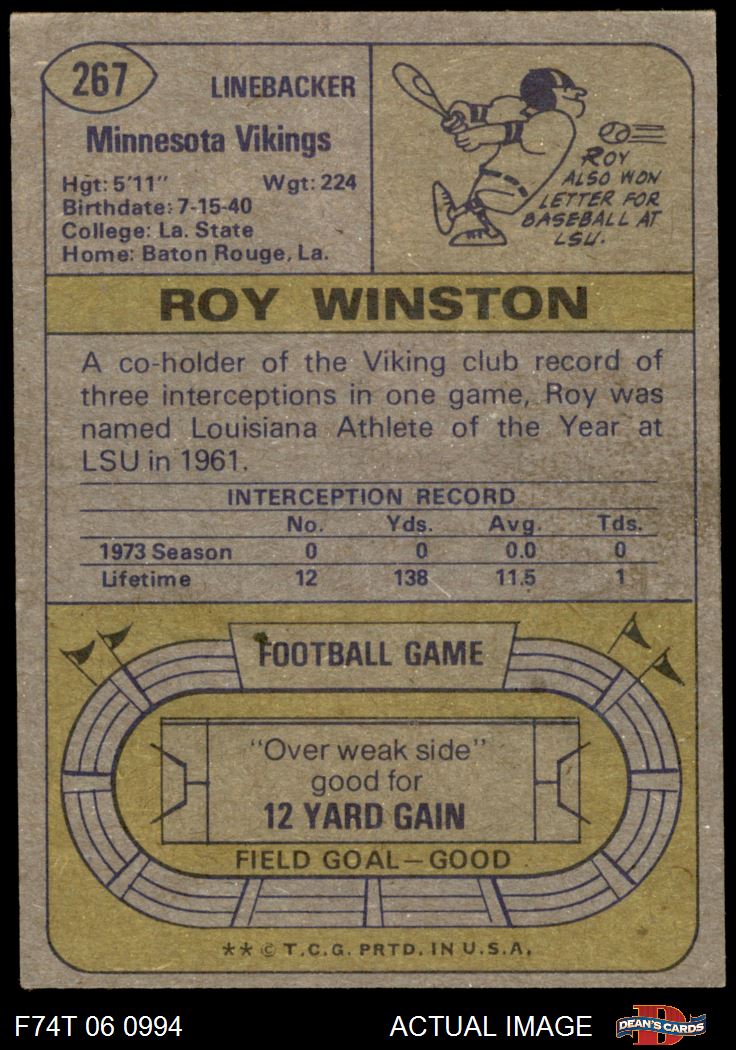 267
LINEBACKER
Minnesota Vikings
Hgt: 5'11" Wgt: 224
Birthdate: 7-15-40
College: La. State
Home: Baton Rouge, La.
ROY
ALSO WON
LETTER FOR
BASEBALL AT
LSU.
ROY WINSTON
A co-holder of the Viking club record of
three interceptions in one game, Roy was
named Louisiana Athlete of the Year at
LSU in 1961.
INTERCEPTION RECORD
No. Yds. Avg. Tds.
1973 Season 0 0 0.0 0
Lifetime 12 138 11.5 1
FOOTBALL GAME
"Over weak side"
good for
12 YARD GAIN
FIELD GOAL—GOOD
** © T.C.G. PRTD. IN U.S.A.
F74T 06 0994 ACTUAL IMAGE
D
DEAN'S CARDS